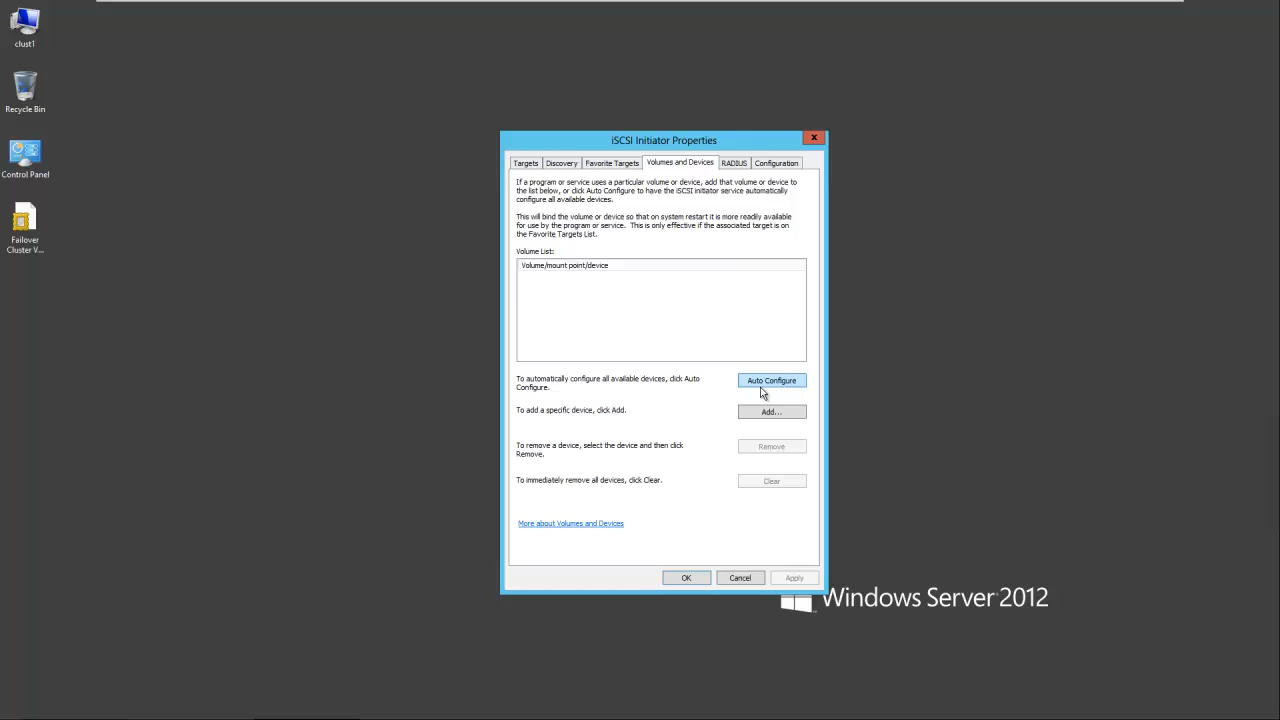 clust1
Recycle Bin
Control Panel
Failover
Cluster V...
iSCSI Initiator Properties
x
Targets
Discovery
Favorite Targets
Volumes and Devices
RADIUS
Configuration
If a program or service uses a particular volume or device, add that volume or device to
the list below, or click Auto Configure to have the iSCSI initiator service automatically
configure all available devices.
This will bind the volume or device so that on system restart it is more readily available
for use by the program or service.  This is only effective if the associated target is on
the Favorite Targets List.
Volume List:
Volume/mount point/device
To automatically configure all available devices, click Auto
Configure.
Auto Configure
To add a specific device, click Add.
Add...
To remove a device, select the device and then click
Remove.
Remove
To immediately remove all devices, click Clear.
Clear
More about Volumes and Devices
OK
Cancel
Apply
Windows Server 2012